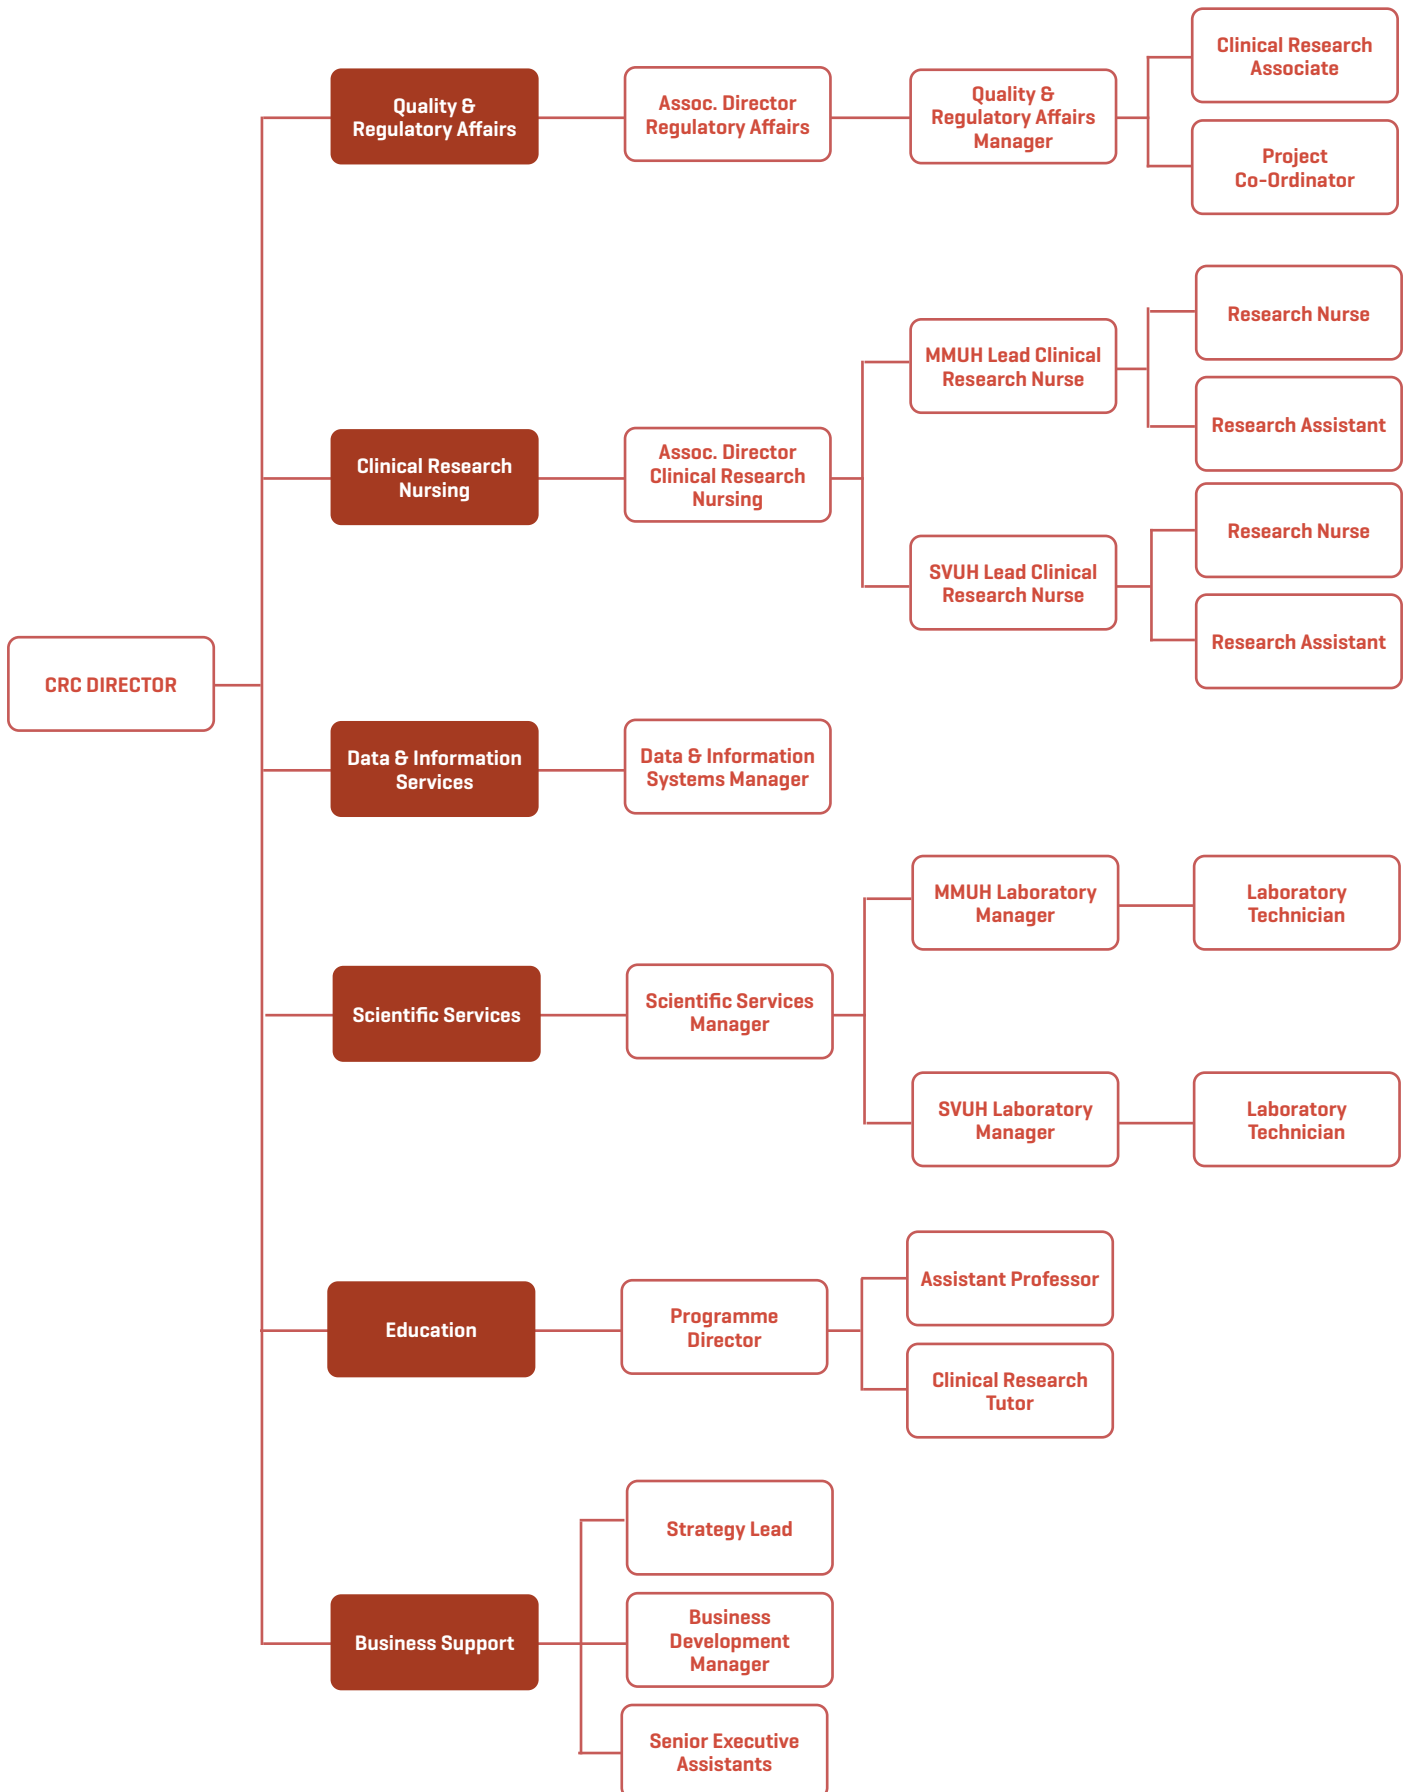 CRC DIRECTOR
Quality &
Regulatory Affairs
Assoc. Director
Regulatory Affairs
Quality &
Regulatory Affairs
Manager
Clinical Research
Associate
Project
Co-Ordinator
Clinical Research
Nursing
Assoc. Director
Clinical Research
Nursing
MMUH Lead Clinical
Research Nurse
Research Nurse
Research Assistant
SVUH Lead Clinical
Research Nurse
Research Nurse
Research Assistant
Data & Information
Services
Data & Information
Systems Manager
Scientific Services
Scientific Services
Manager
MMUH Laboratory
Manager
Laboratory
Technician
SVUH Laboratory
Manager
Laboratory
Technician
Education
Programme
Director
Assistant Professor
Clinical Research
Tutor
Business Support
Strategy Lead
Business
Development
Manager
Senior Executive
Assistants